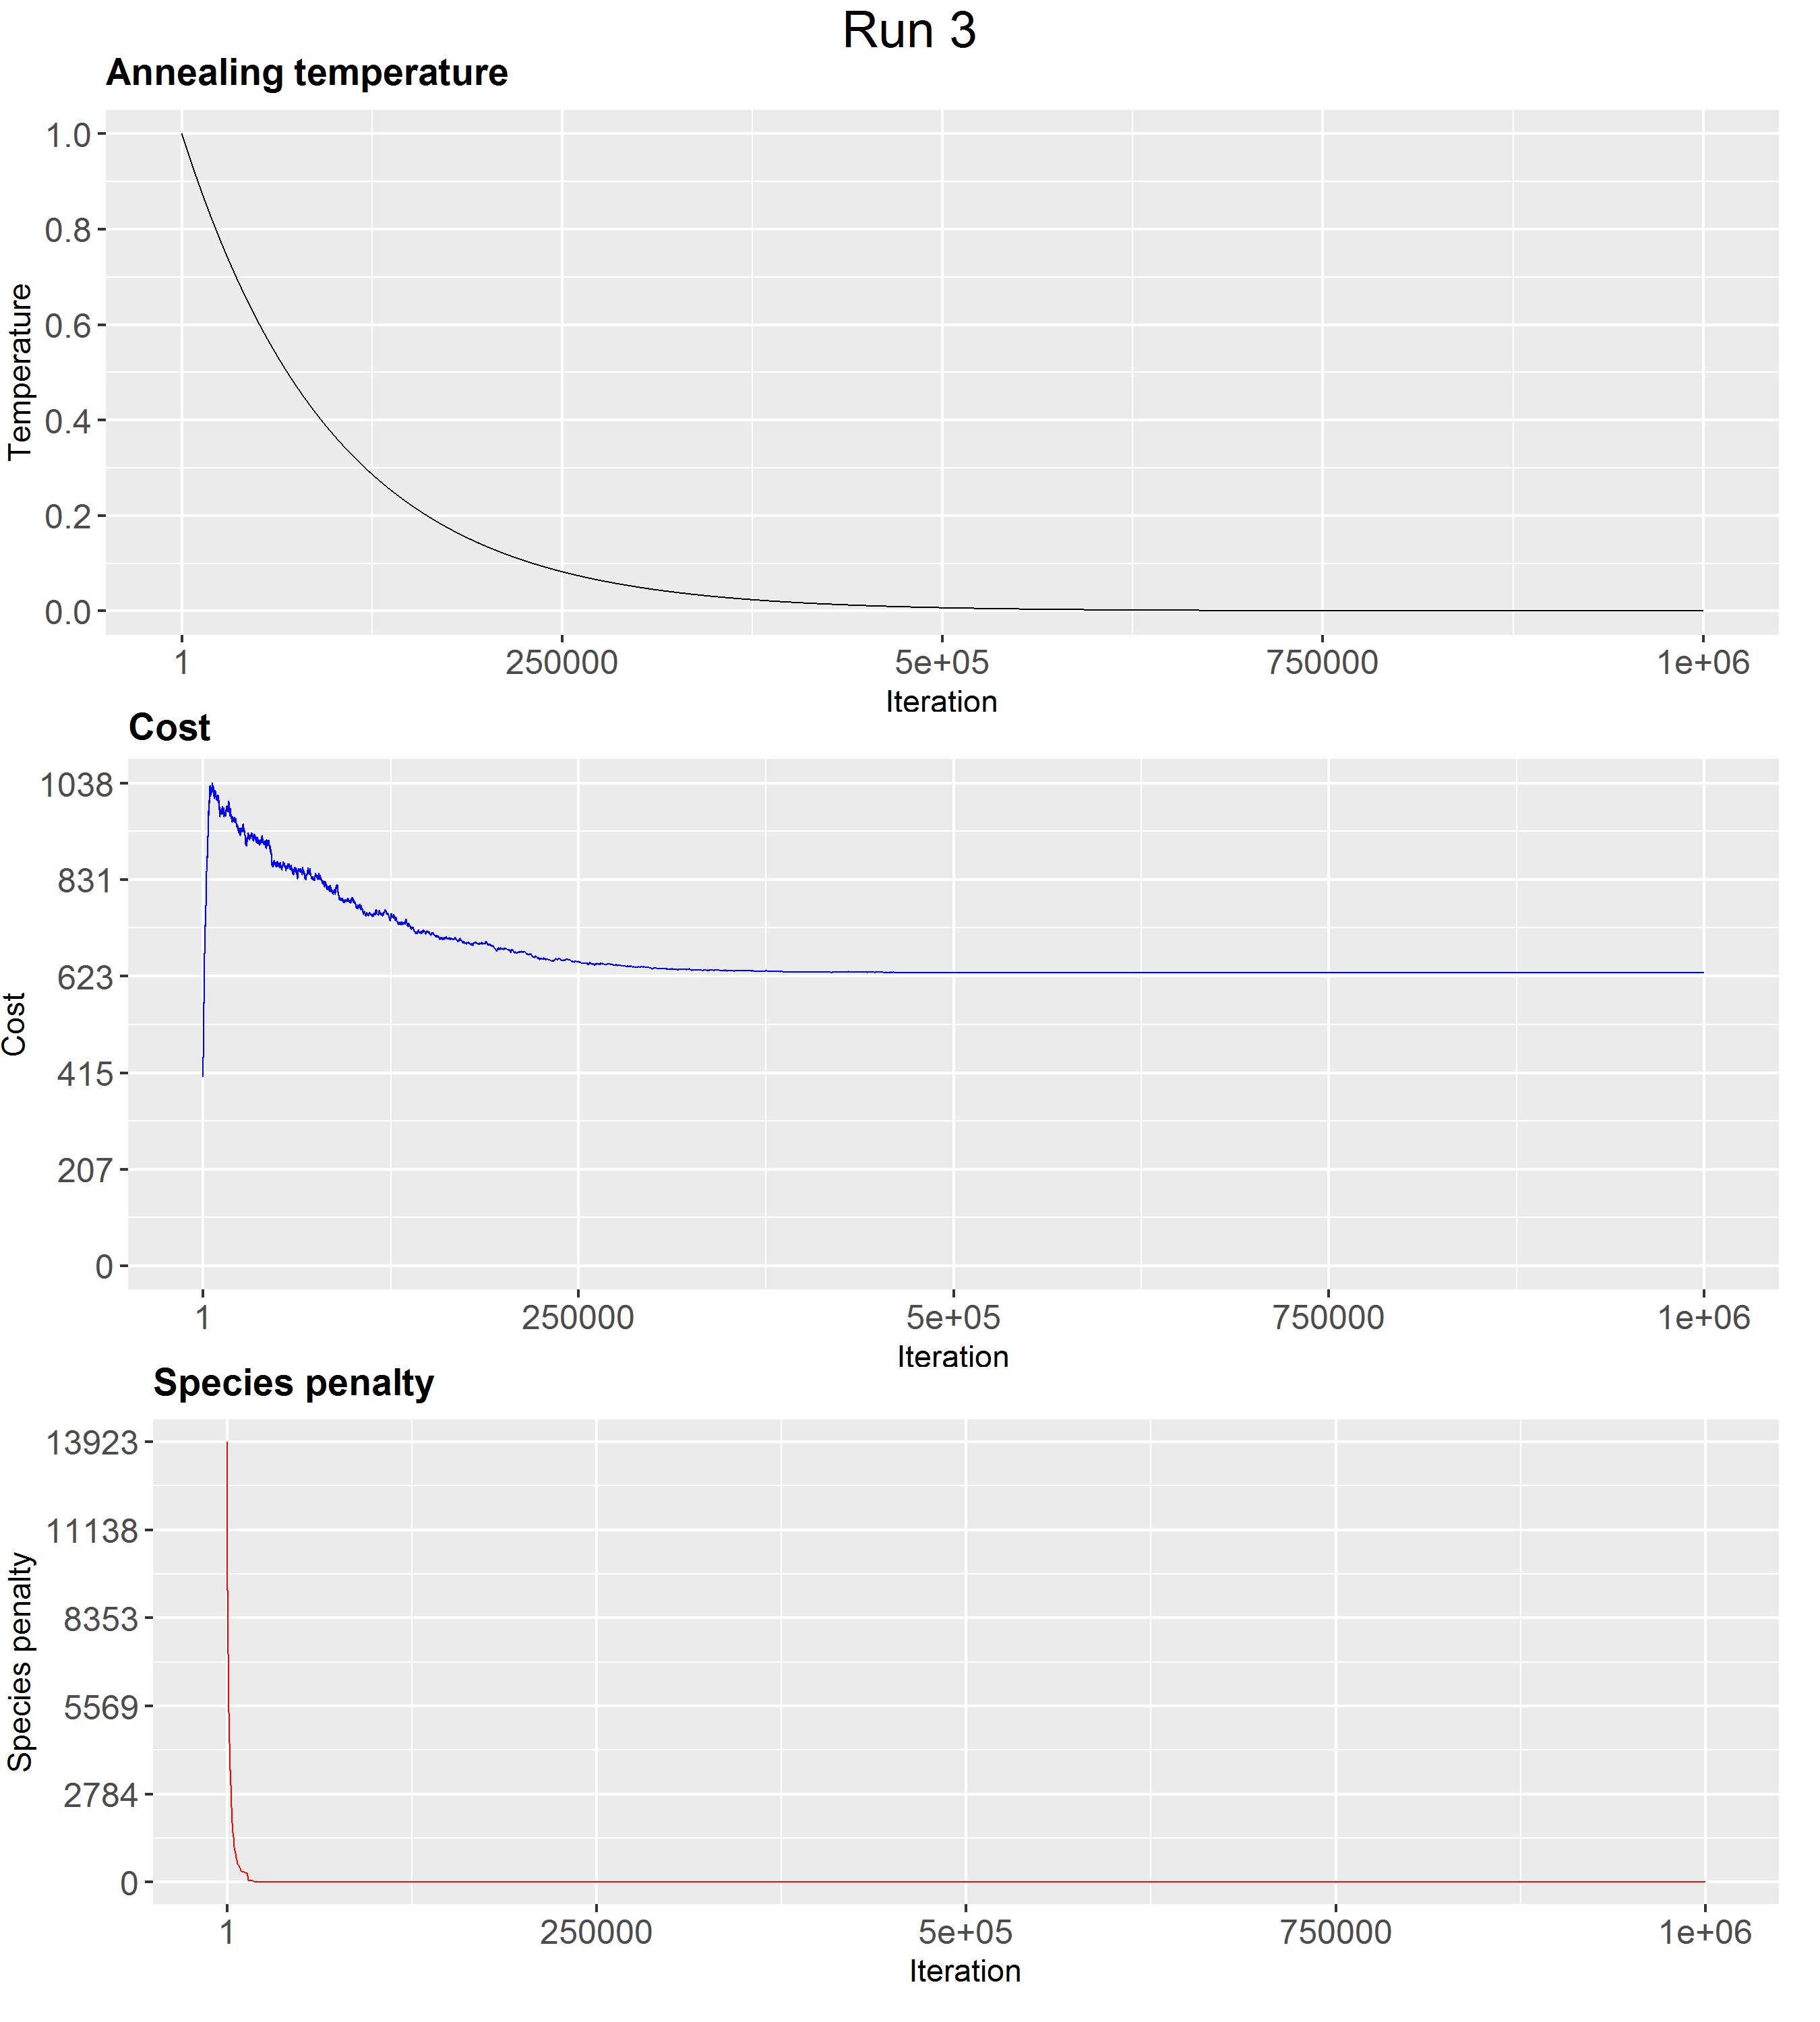 Run 3
Annealing temperature
Temperature
1.0
0.8
0.6
0.4
0.2
0.0
1 250000 5e+05 750000 1e+06
Iteration
Cost
Cost
1038
831
623
415
207
0
1 250000 5e+05 750000 1e+06
Iteration
Species penalty
Species penalty
13923
11138
8353
5569
2784
0
1 250000 5e+05 750000 1e+06
Iteration